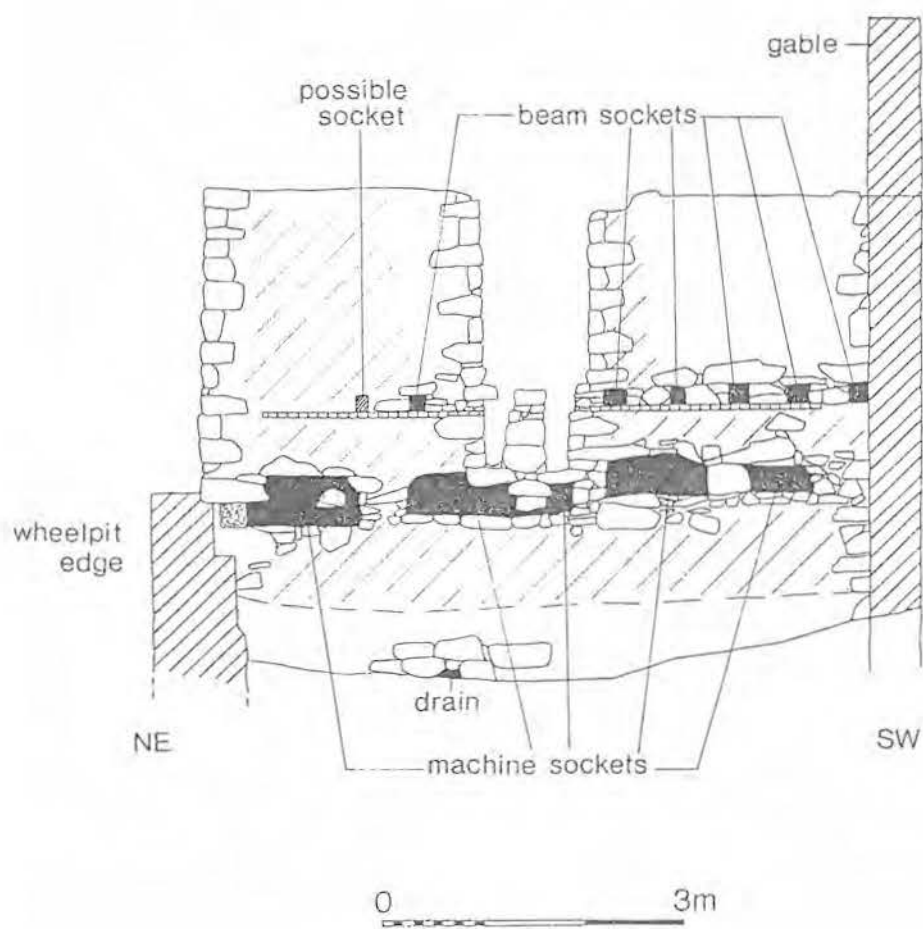 gable
possible
socket
beam sockets
wheelpit
edge
drain
NE
SW
machine sockets
0 3m